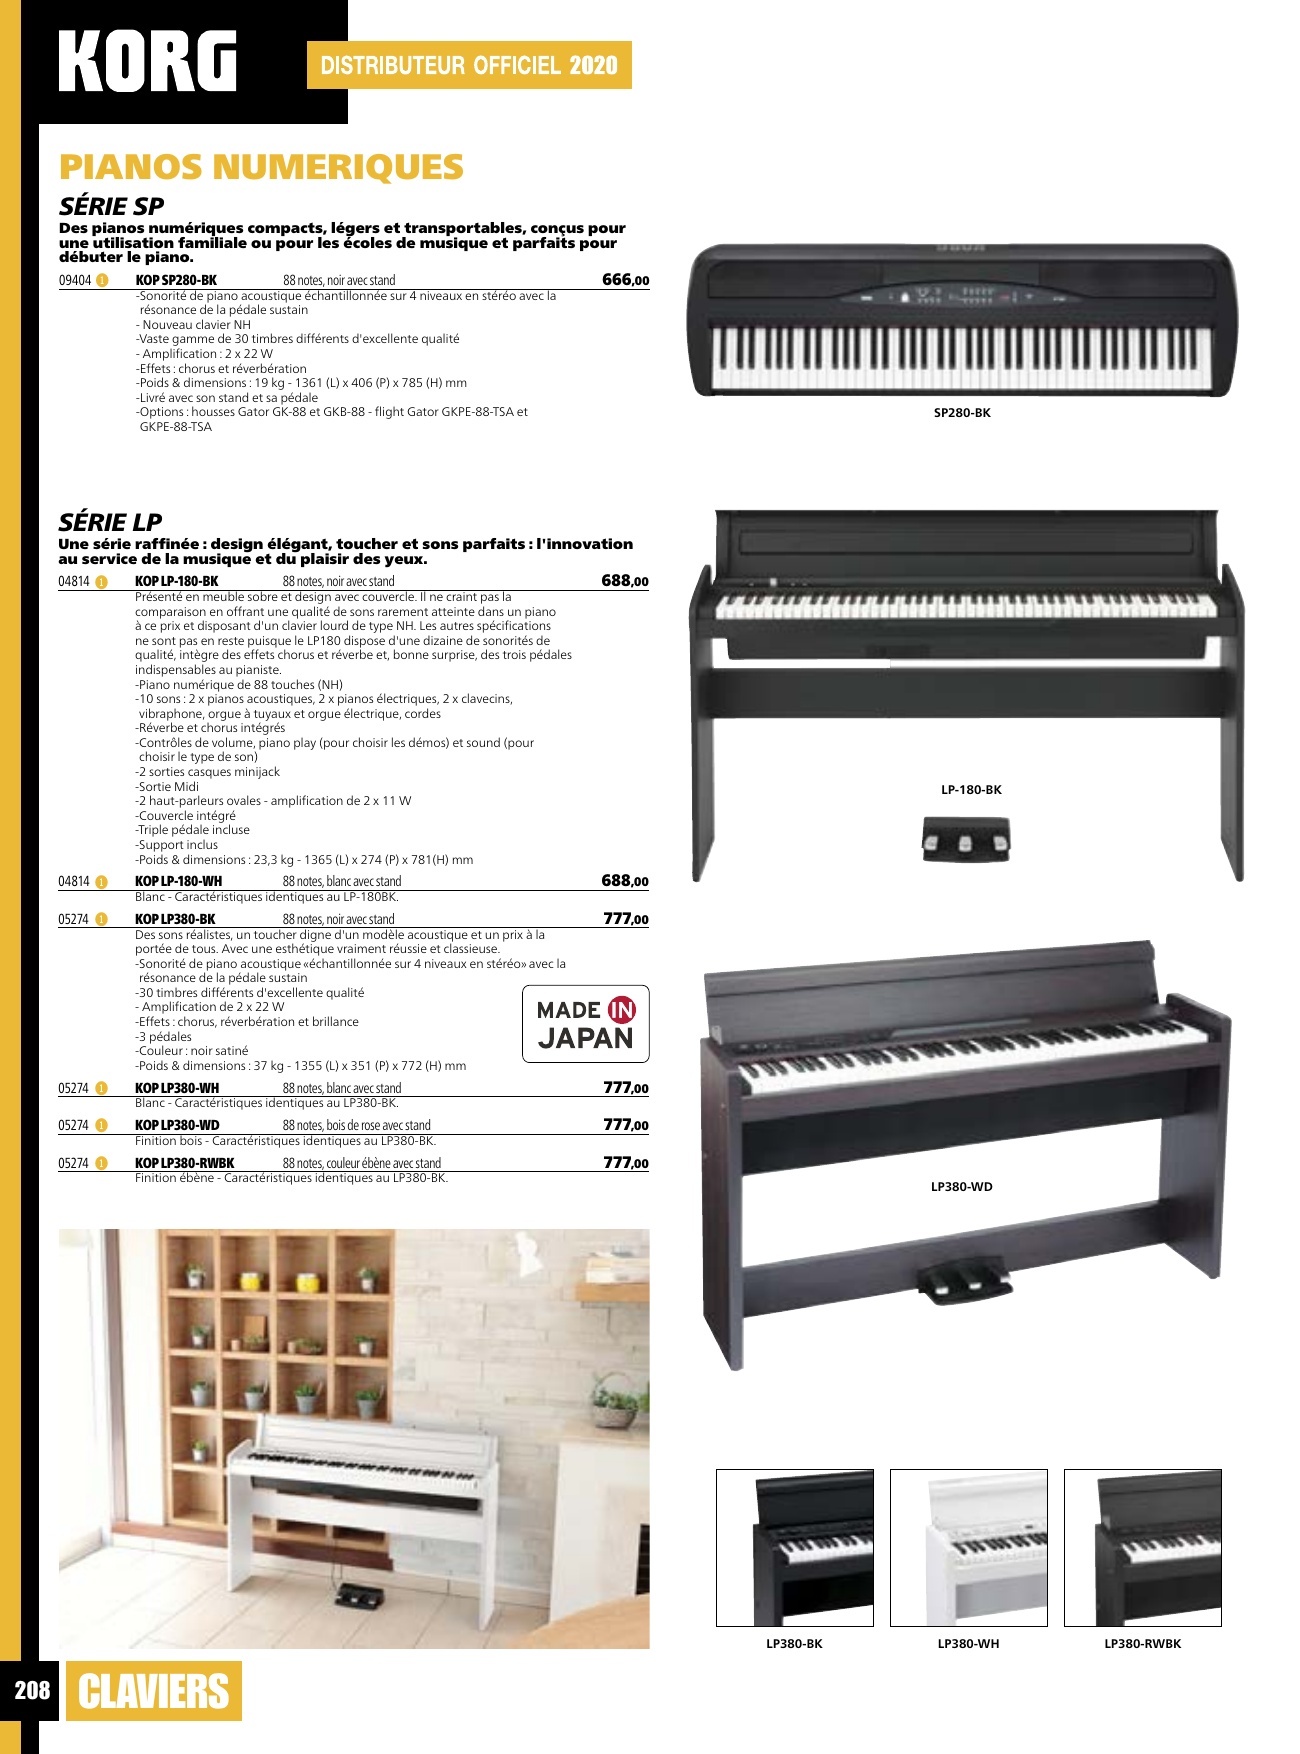 KORG
DISTRIBUTEUR OFFICIEL 2020
PIANOS NUMERIQUES
SÉRIE SP
Des pianos numériques compacts, légers et transportables, conçus pour
une utilisation familiale ou pour les écoles de musique et parfaits pour
débuter le piano.
09404 1 KOP SP280-BK 88 notes, noir avec stand 666,00
-Sonorité de piano acoustique échantillonnée sur 4 niveaux en stéréo avec la
résonance de la pédale sustain
- Nouveau clavier NH
-Vaste gamme de 30 timbres différents d'excellente qualité
- Amplification : 2 x 22 W
-Effets : chorus et réverbération
-Poids & dimensions : 19 kg - 1361 (L) x 406 (P) x 785 (H) mm
-Livré avec son stand et sa pédale
-Options : housses Gator GK-88 et GKB-88 - flight Gator GKPE-88-TSA et
GKPE-88-TSA
SP280-BK
SÉRIE LP
Une série raffinée : design élégant, toucher et sons parfaits : l'innovation
au service de la musique et du plaisir des yeux.
04814 1 KOP LP-180-BK 88 notes, noir avec stand 688,00
Présenté en meuble sobre et design avec couvercle. Il ne craint pas la
comparaison en offrant une qualité de sons rarement atteinte dans un piano
à ce prix et disposant d'un clavier lourd de type NH. Les autres spécifications
ne sont pas en reste puisque le LP180 dispose d'une dizaine de sonorités de
qualité, intègre des effets chorus et réverbe et, bonne surprise, des trois pédales
indispensables au pianiste.
-Piano numérique de 88 touches (NH)
-10 sons : 2 x pianos acoustiques, 2 x pianos électriques, 2 x clavecins,
vibraphone, orgue à tuyaux et orgue électrique, cordes
-Réverbe et chorus intégrés
-Contrôles de volume, piano play (pour choisir les démos) et sound (pour
choisir le type de son)
-2 sorties casques minijack
-Sortie Midi
-2 haut-parleurs ovales - amplification de 2 x 11 W
-Couvercle intégré
-Triple pédale incluse
-Support inclus
-Poids & dimensions : 23,3 kg - 1365 (L) x 274 (P) x 781(H) mm
LP-180-BK
04814 1 KOP LP-180-WH 88 notes, blanc avec stand 688,00
Blanc - Caractéristiques identiques au LP-180BK.
05274 1 KOP LP380-BK 88 notes, noir avec stand 777,00
Des sons réalistes, un toucher digne d'un modèle acoustique et un prix à la
portée de tous. Avec une esthétique vraiment réussie et classieuse.
-Sonorité de piano acoustique «échantillonnée sur 4 niveaux en stéréo» avec la
résonance de la pédale sustain
-30 timbres différents d'excellente qualité
- Amplification de 2 x 22 W
-Effets : chorus, réverbération et brillance
-3 pédales
-Couleur : noir satiné
-Poids & dimensions : 37 kg - 1355 (L) x 351 (P) x 772 (H) mm
MADE IN
JAPAN
05274 1 KOP LP380-WH 88 notes, blanc avec stand 777,00
Blanc - Caractéristiques identiques au LP380-BK.
05274 1 KOP LP380-WD 88 notes, bois de rose avec stand 777,00
Finition bois - Caractéristiques identiques au LP380-BK.
05274 1 KOP LP380-RWBK 88 notes, couleur ébène avec stand 777,00
Finition ébène - Caractéristiques identiques au LP380-BK.
LP380-WD
LP380-BK
LP380-WH
LP380-RWBK
208
CLAVIERS